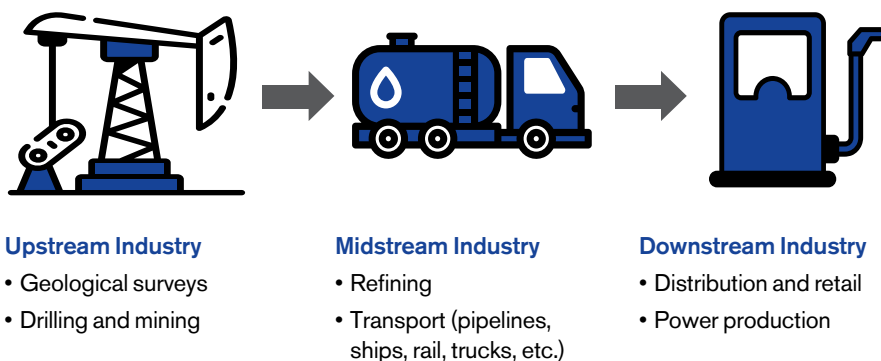 Upstream Industry
• Geological surveys
• Drilling and mining
Midstream Industry
• Refining
• Transport (pipelines,
ships, rail, trucks, etc.)
Downstream Industry
• Distribution and retail
• Power production